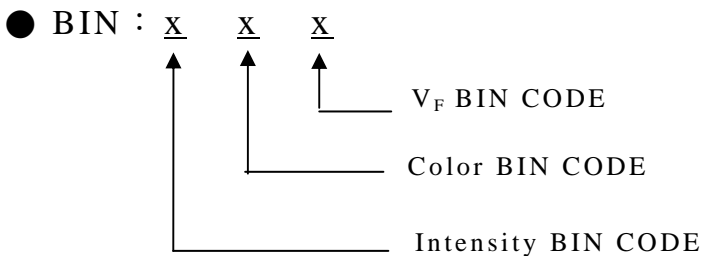 ● BIN：x x x
V_F BIN CODE
Color BIN CODE
Intensity BIN CODE